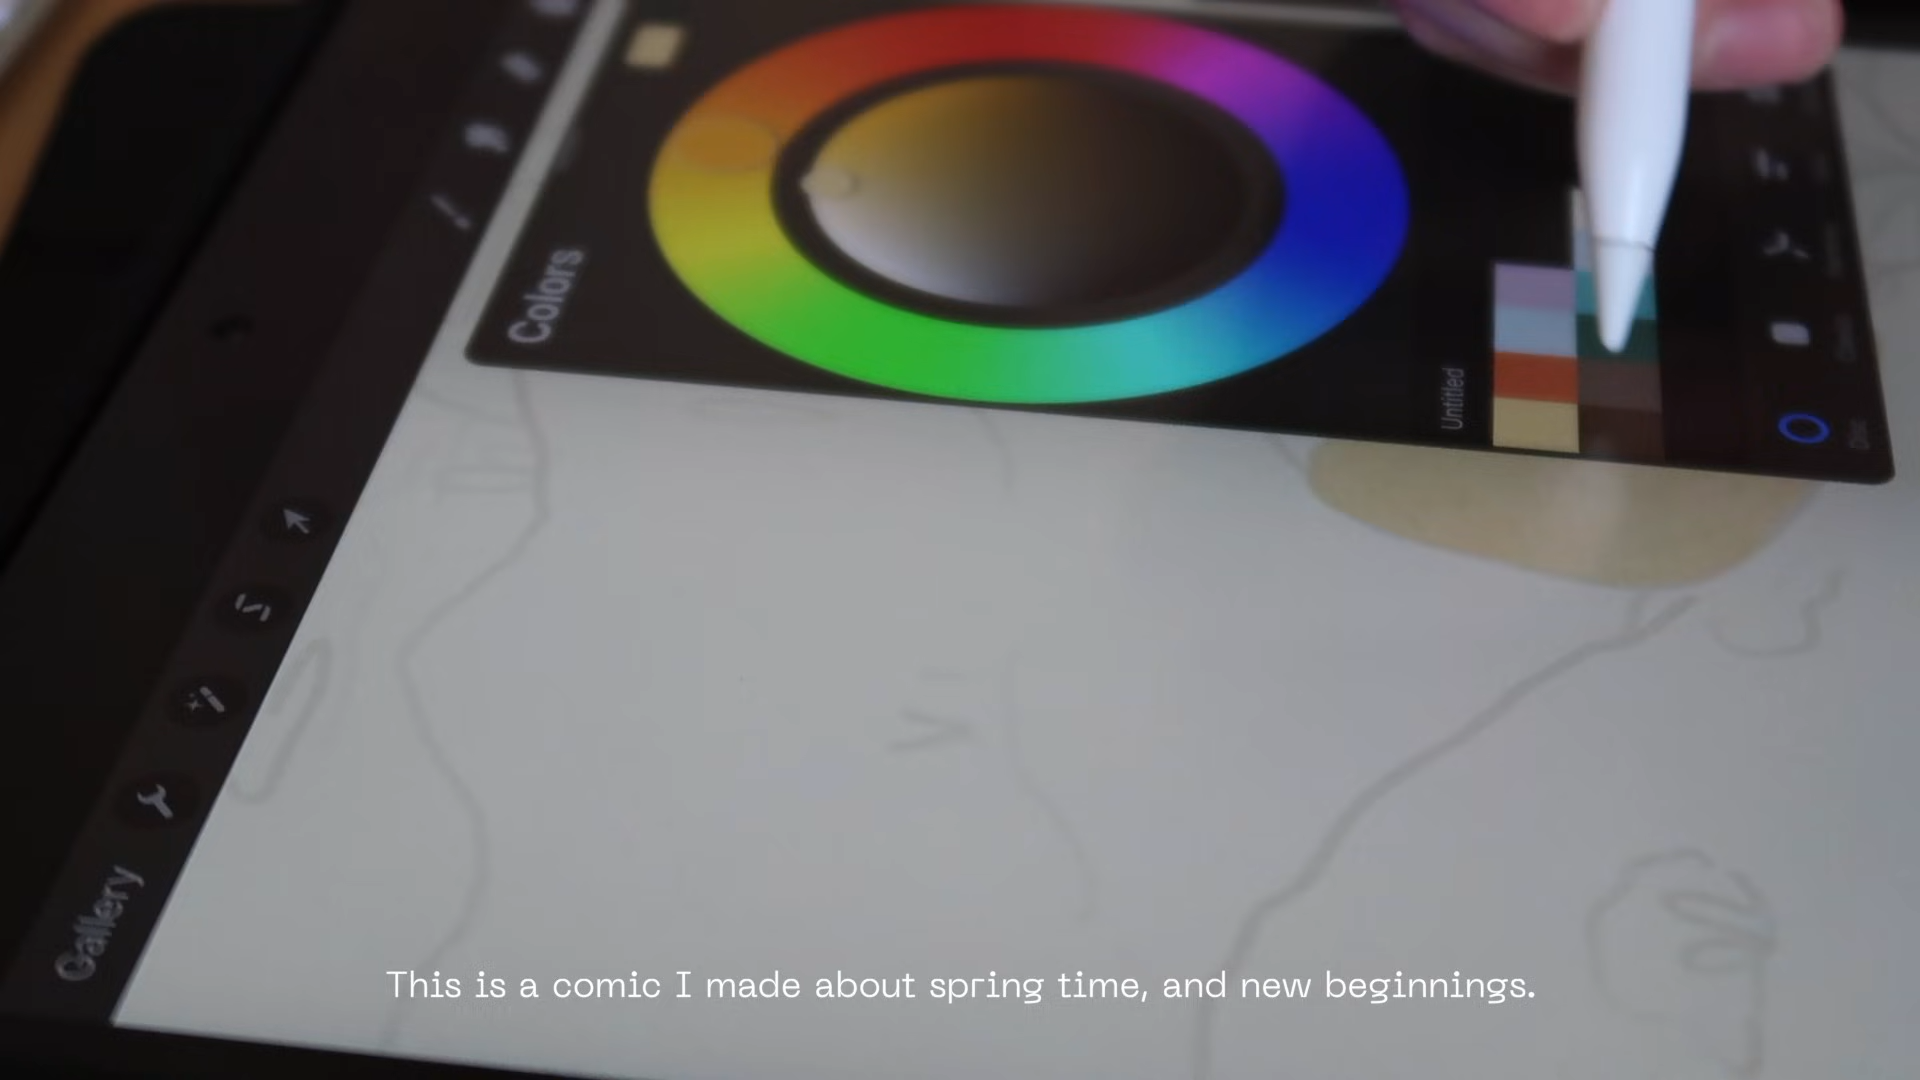 Colors
Untitled
Gallery
This is a comic I made about spring time, and new beginnings.